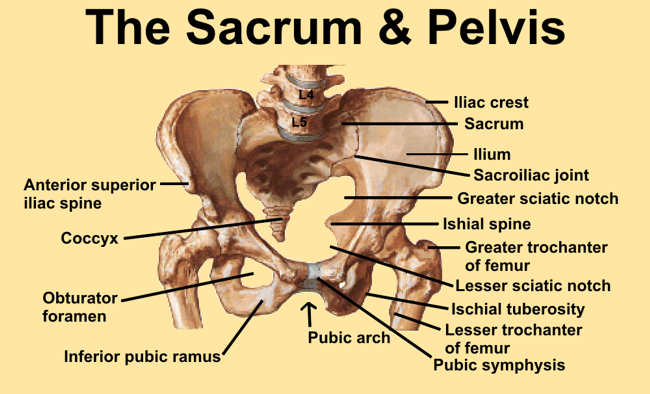 The Sacrum & Pelvis
L4
L5
Iliac crest
Sacrum
Ilium
Sacroiliac joint
Greater sciatic notch
Ishial spine
Greater trochanter
of femur
Lesser sciatic notch
Ischial tuberosity
Lesser trochanter
of femur
Pubic symphysis
Anterior superior
iliac spine
Coccyx
Obturator
foramen
Inferior pubic ramus
Pubic arch